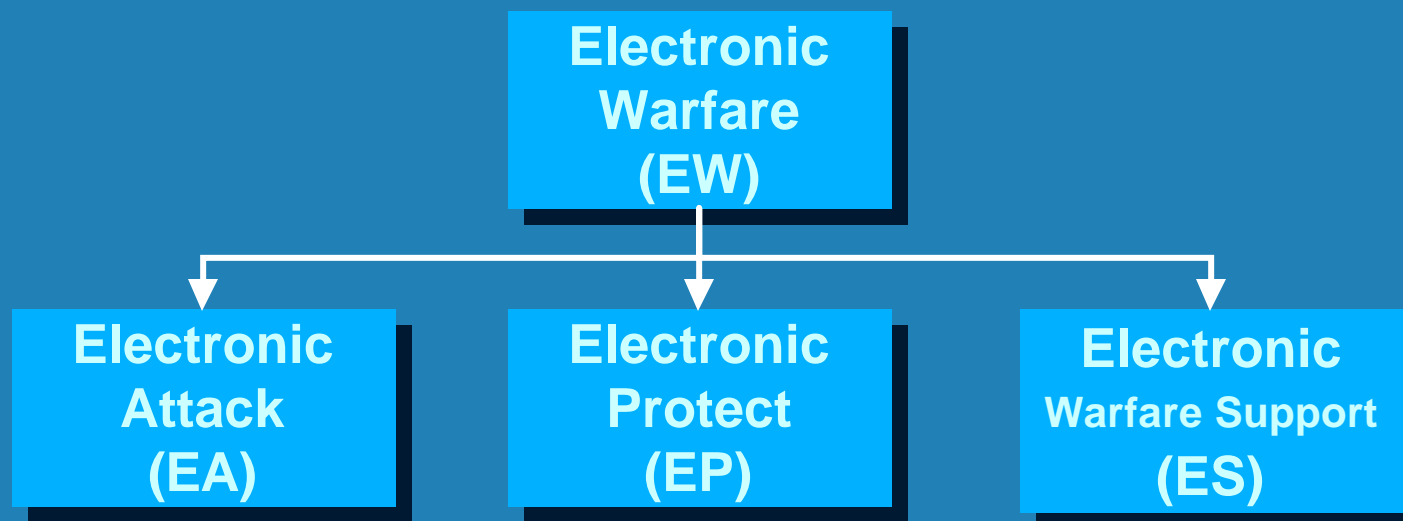 Electronic
Warfare
(EW)
Electronic
Attack
(EA)
Electronic
Protect
(EP)
Electronic
Warfare Support
(ES)